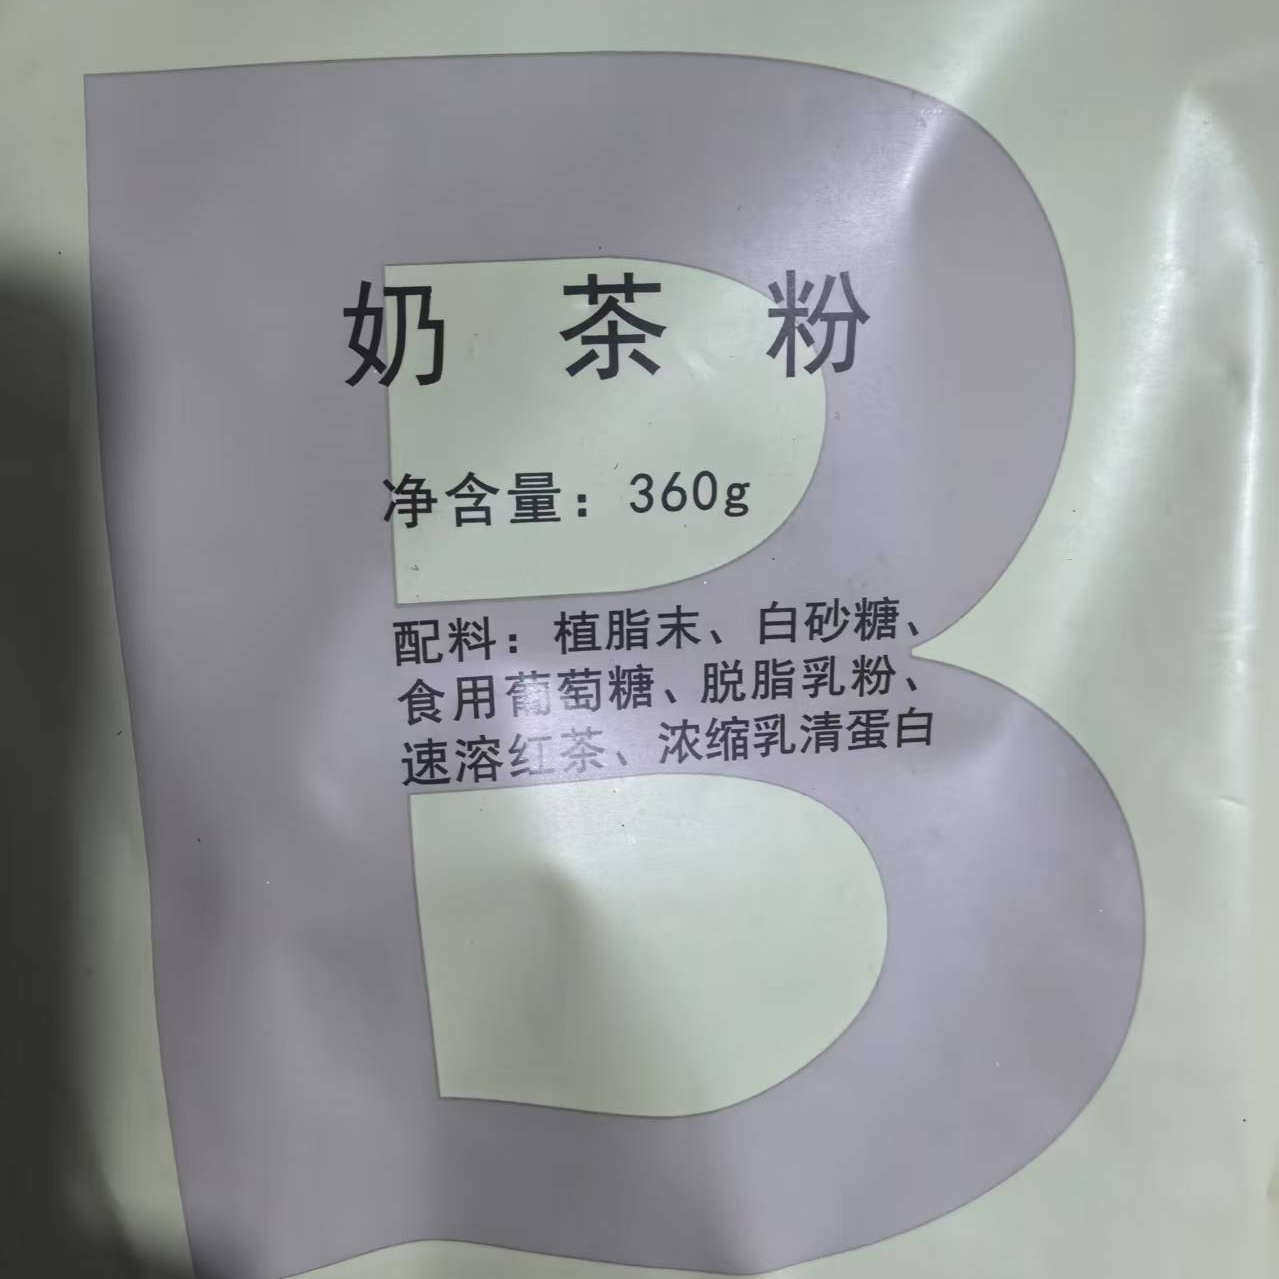 B
奶茶粉
净含量：360g
配料：植脂末、白砂糖、
食用葡萄糖、脱脂乳粉、
速溶红茶、浓缩乳清蛋白